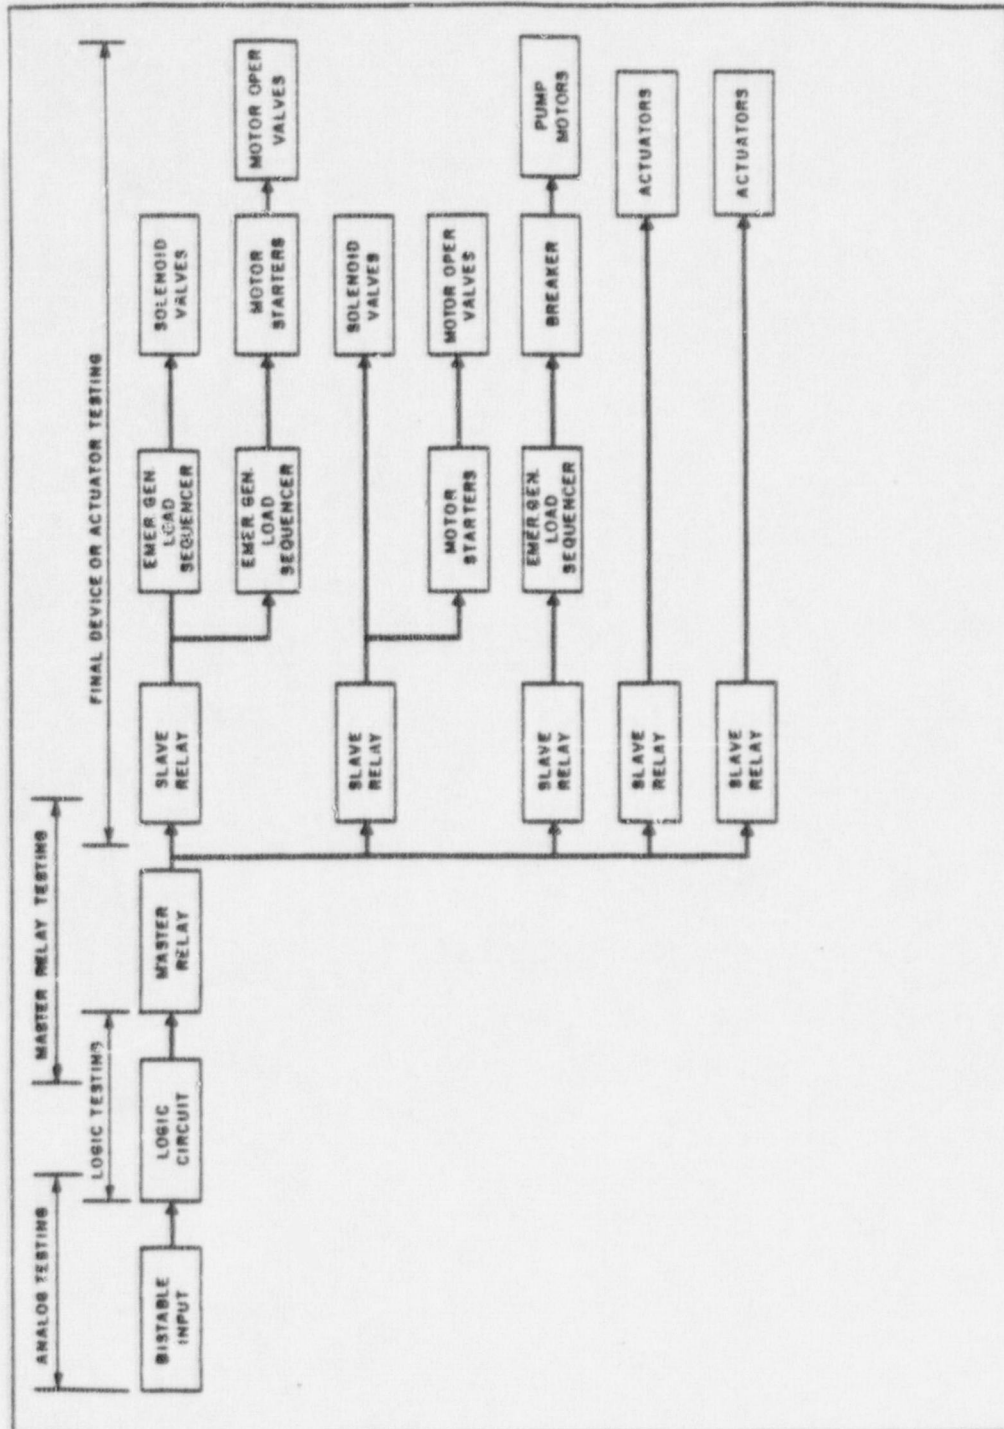 ANALOG TESTING
MASTER RELAY TESTING
LOGIC TESTING
FINAL DEVICE OR ACTUATOR TESTING
BISTABLE
INPUT
LOGIC
CIRCUIT
MASTER
RELAY
SLAVE
RELAY
EMER GEN.
LOAD
SEQUENCER
SOLENOID
VALVES
EMER GEN.
LOAD
SEQUENCER
MOTOR
STARTERS
MOTOR OPER
VALVES
SLAVE
RELAY
SOLENOID
VALVES
MOTOR
STARTERS
MOTOR OPER
VALVES
SLAVE
RELAY
EMER GEN.
LOAD
SEQUENCER
BREAKER
PUMP
MOTORS
SLAVE
RELAY
ACTUATORS
SLAVE
RELAY
ACTUATORS